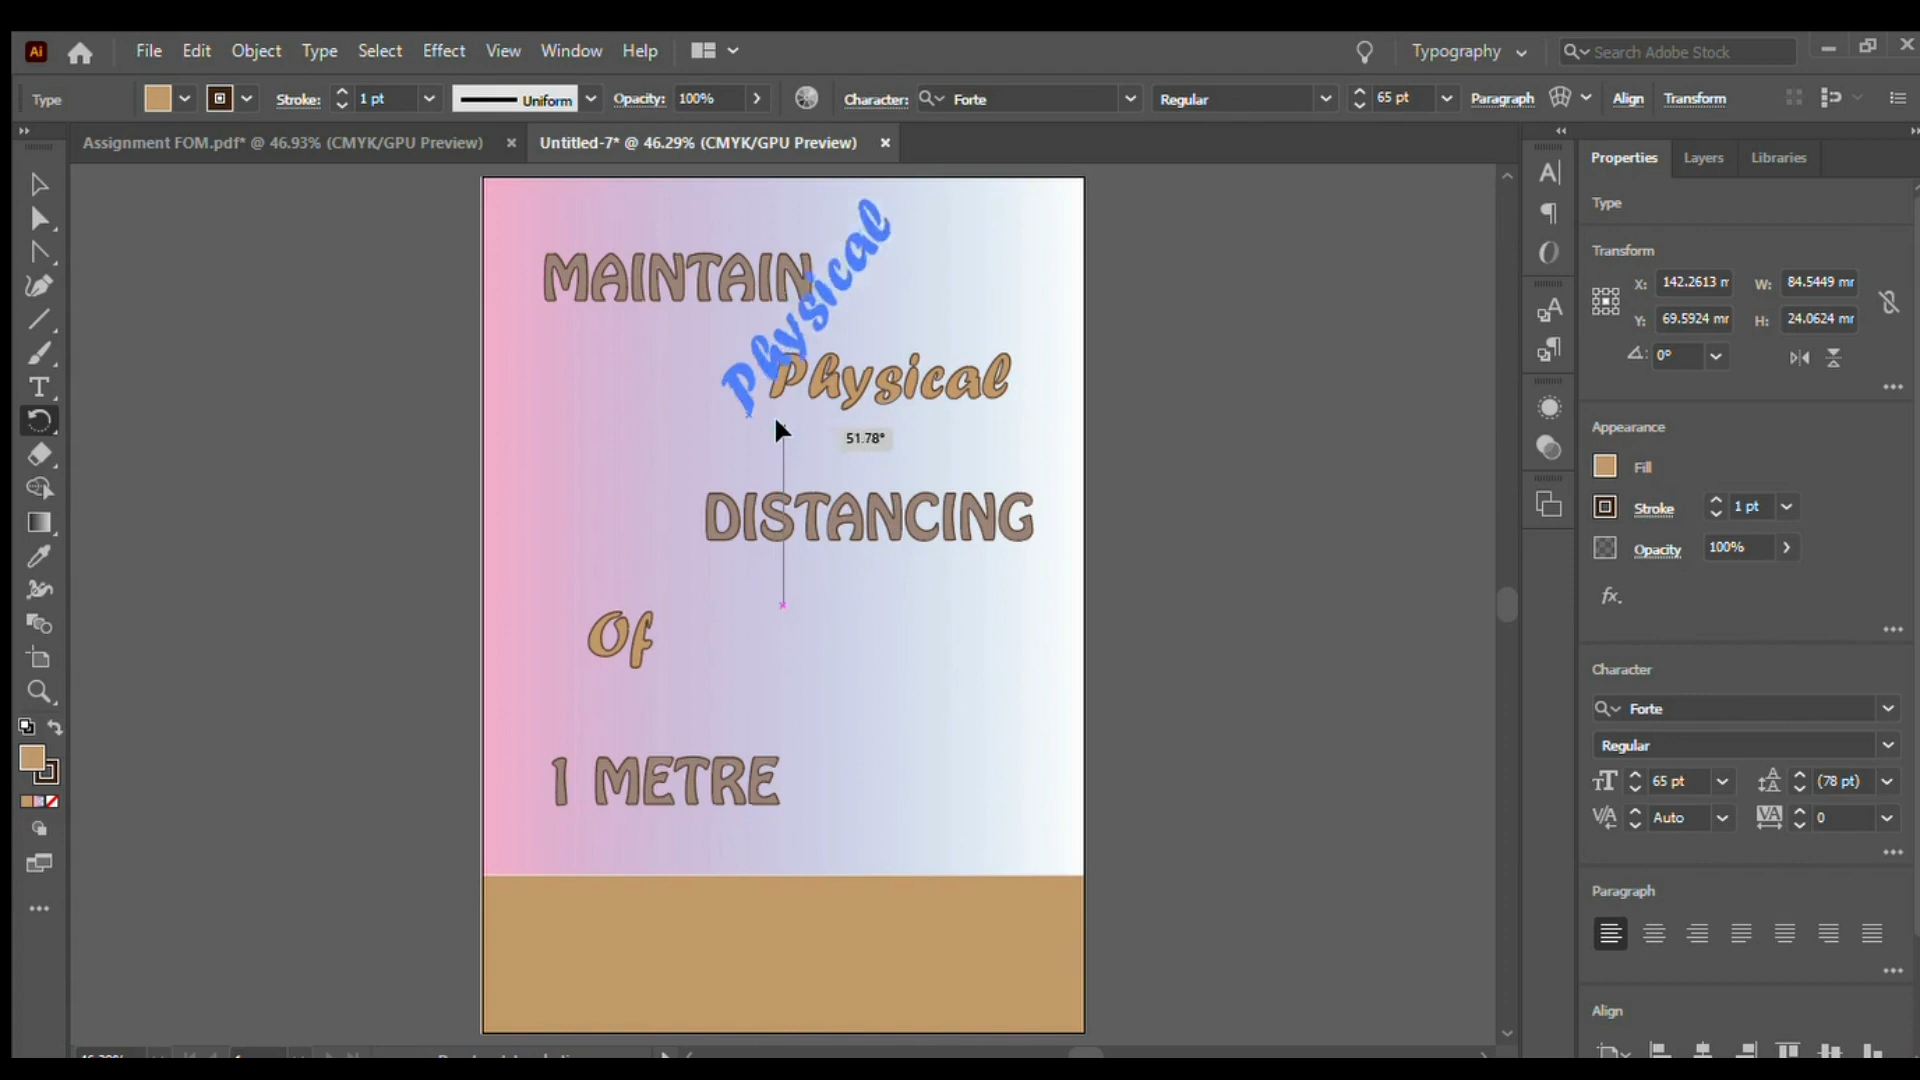 Ai File Edit Object Type Select Effect View Window Help Typography Search Adobe Stock
Type Stroke: 1 pt Uniform Opacity: 100% Character: Forte Regular 65 pt Paragraph Align Transform
Assignment FOM.pdf* @ 46.93% (CMYK/GPU Preview) × Untitled-7* @ 46.29% (CMYK/GPU Preview) ×
Properties Layers Libraries
Type
Transform
X: 142.2613 m W: 84.5449 mr
Y: 69.5924 mr H: 24.0624 mr
0°
Appearance
Fill
Stroke 1 pt
Opacity 100%
fx.
Character
Forte
Regular
65 pt (78 pt)
Auto 0
Paragraph
Align
MAINTAIN
Physical
Physical
51.78°
DISTANCING
Of
1 METRE